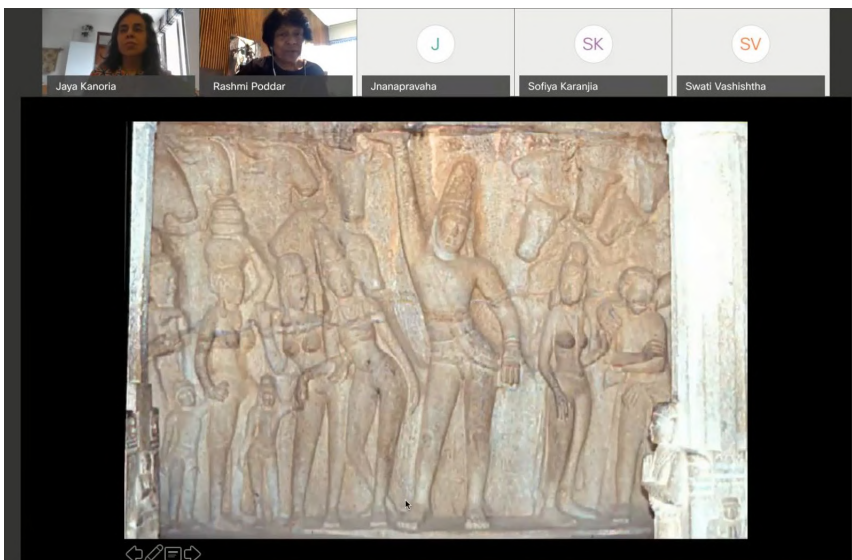 J
SK
SV
Jaya Kanoria
Rashmi Poddar
Jnanapravaha
Sofiya Karanjia
Swati Vashishtha